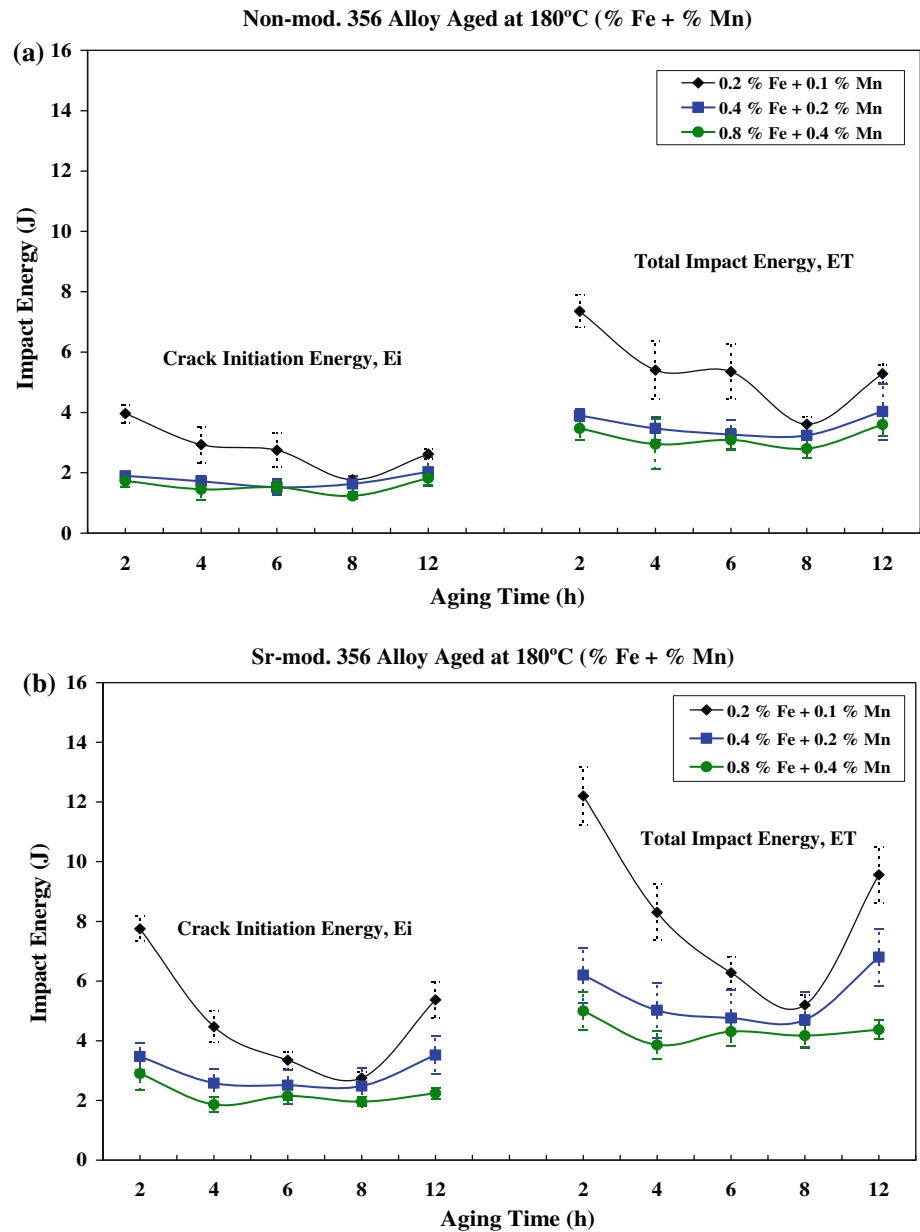 Non-mod. 356 Alloy Aged at 180ºC (% Fe + % Mn)
(a)
16
14
12
10
8
6
4
2
0
Impact Energy (J)
0.2 % Fe + 0.1 % Mn
0.4 % Fe + 0.2 % Mn
0.8 % Fe + 0.4 % Mn
Total Impact Energy, ET
Crack Initiation Energy, Ei
2 4 6 8 12 2 4 6 8 12
Aging Time (h)
Sr-mod. 356 Alloy Aged at 180ºC (% Fe + % Mn)
(b)
16
14
12
10
8
6
4
2
0
Impact Energy (J)
0.2 % Fe + 0.1 % Mn
0.4 % Fe + 0.2 % Mn
0.8 % Fe + 0.4 % Mn
Total Impact Energy, ET
Crack Initiation Energy, Ei
2 4 6 8 12 2 4 6 8 12
Aging Time (h)